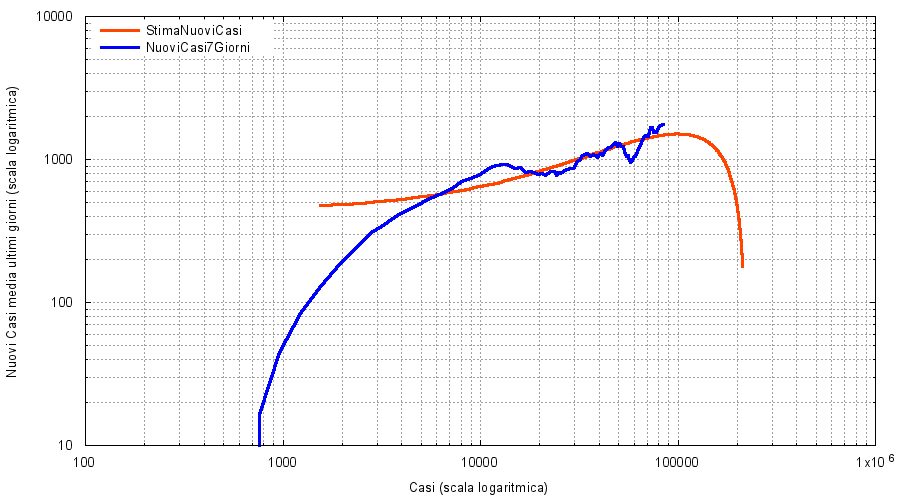 10000
StimaNuoviCasi
NuoviCasi7Giorni
1000
100
10
Nuovi Casi media ultimi giorni (scala logaritmica)
100
1000
10000
100000
1x10 6
Casi (scala logaritmica)